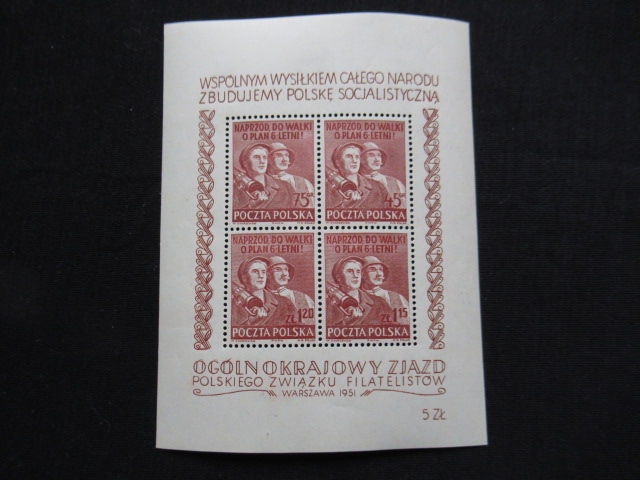 WSPÓLNYM WYSIŁKIEM CAŁEGO NARODU
ZBUDUJEMY POLSKĘ SOCJALISTYCZNĄ
NAPRZÓD, DO WALKI
O PLAN 6-LETNI!
75 GR
POCZTA POLSKA
NAPRZÓD, DO WALKI
O PLAN 6-LETNI!
45 GR
POCZTA POLSKA
NAPRZÓD, DO WALKI
O PLAN 6-LETNI!
ZŁ 1.20
POCZTA POLSKA
NAPRZÓD, DO WALKI
O PLAN 6-LETNI!
ZŁ 1.15
POCZTA POLSKA
OGÓLNOKRAJOWY ZJAZD
POLSKIEGO ZWIĄZKU FILATELISTÓW
WARSZAWA 1951
5 ZŁ